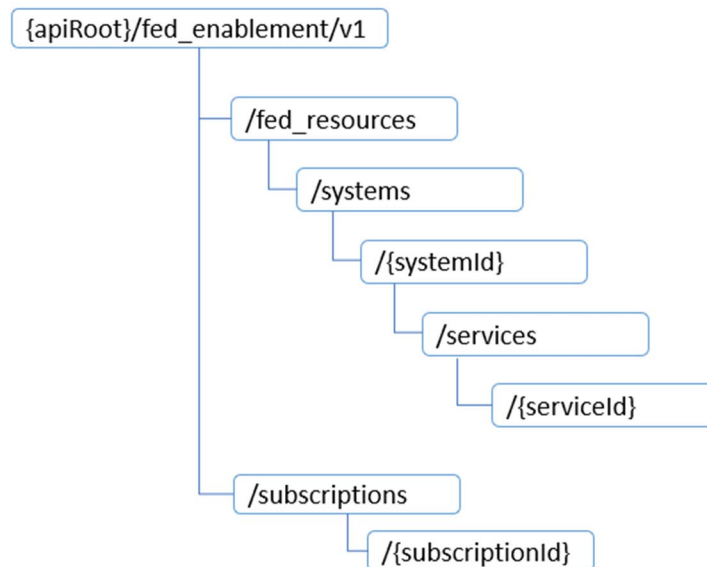 {apiRoot}/fed_enablement/v1
/fed_resources
/systems
/{systemId}
/services
/{serviceId}
/subscriptions
/{subscriptionId}